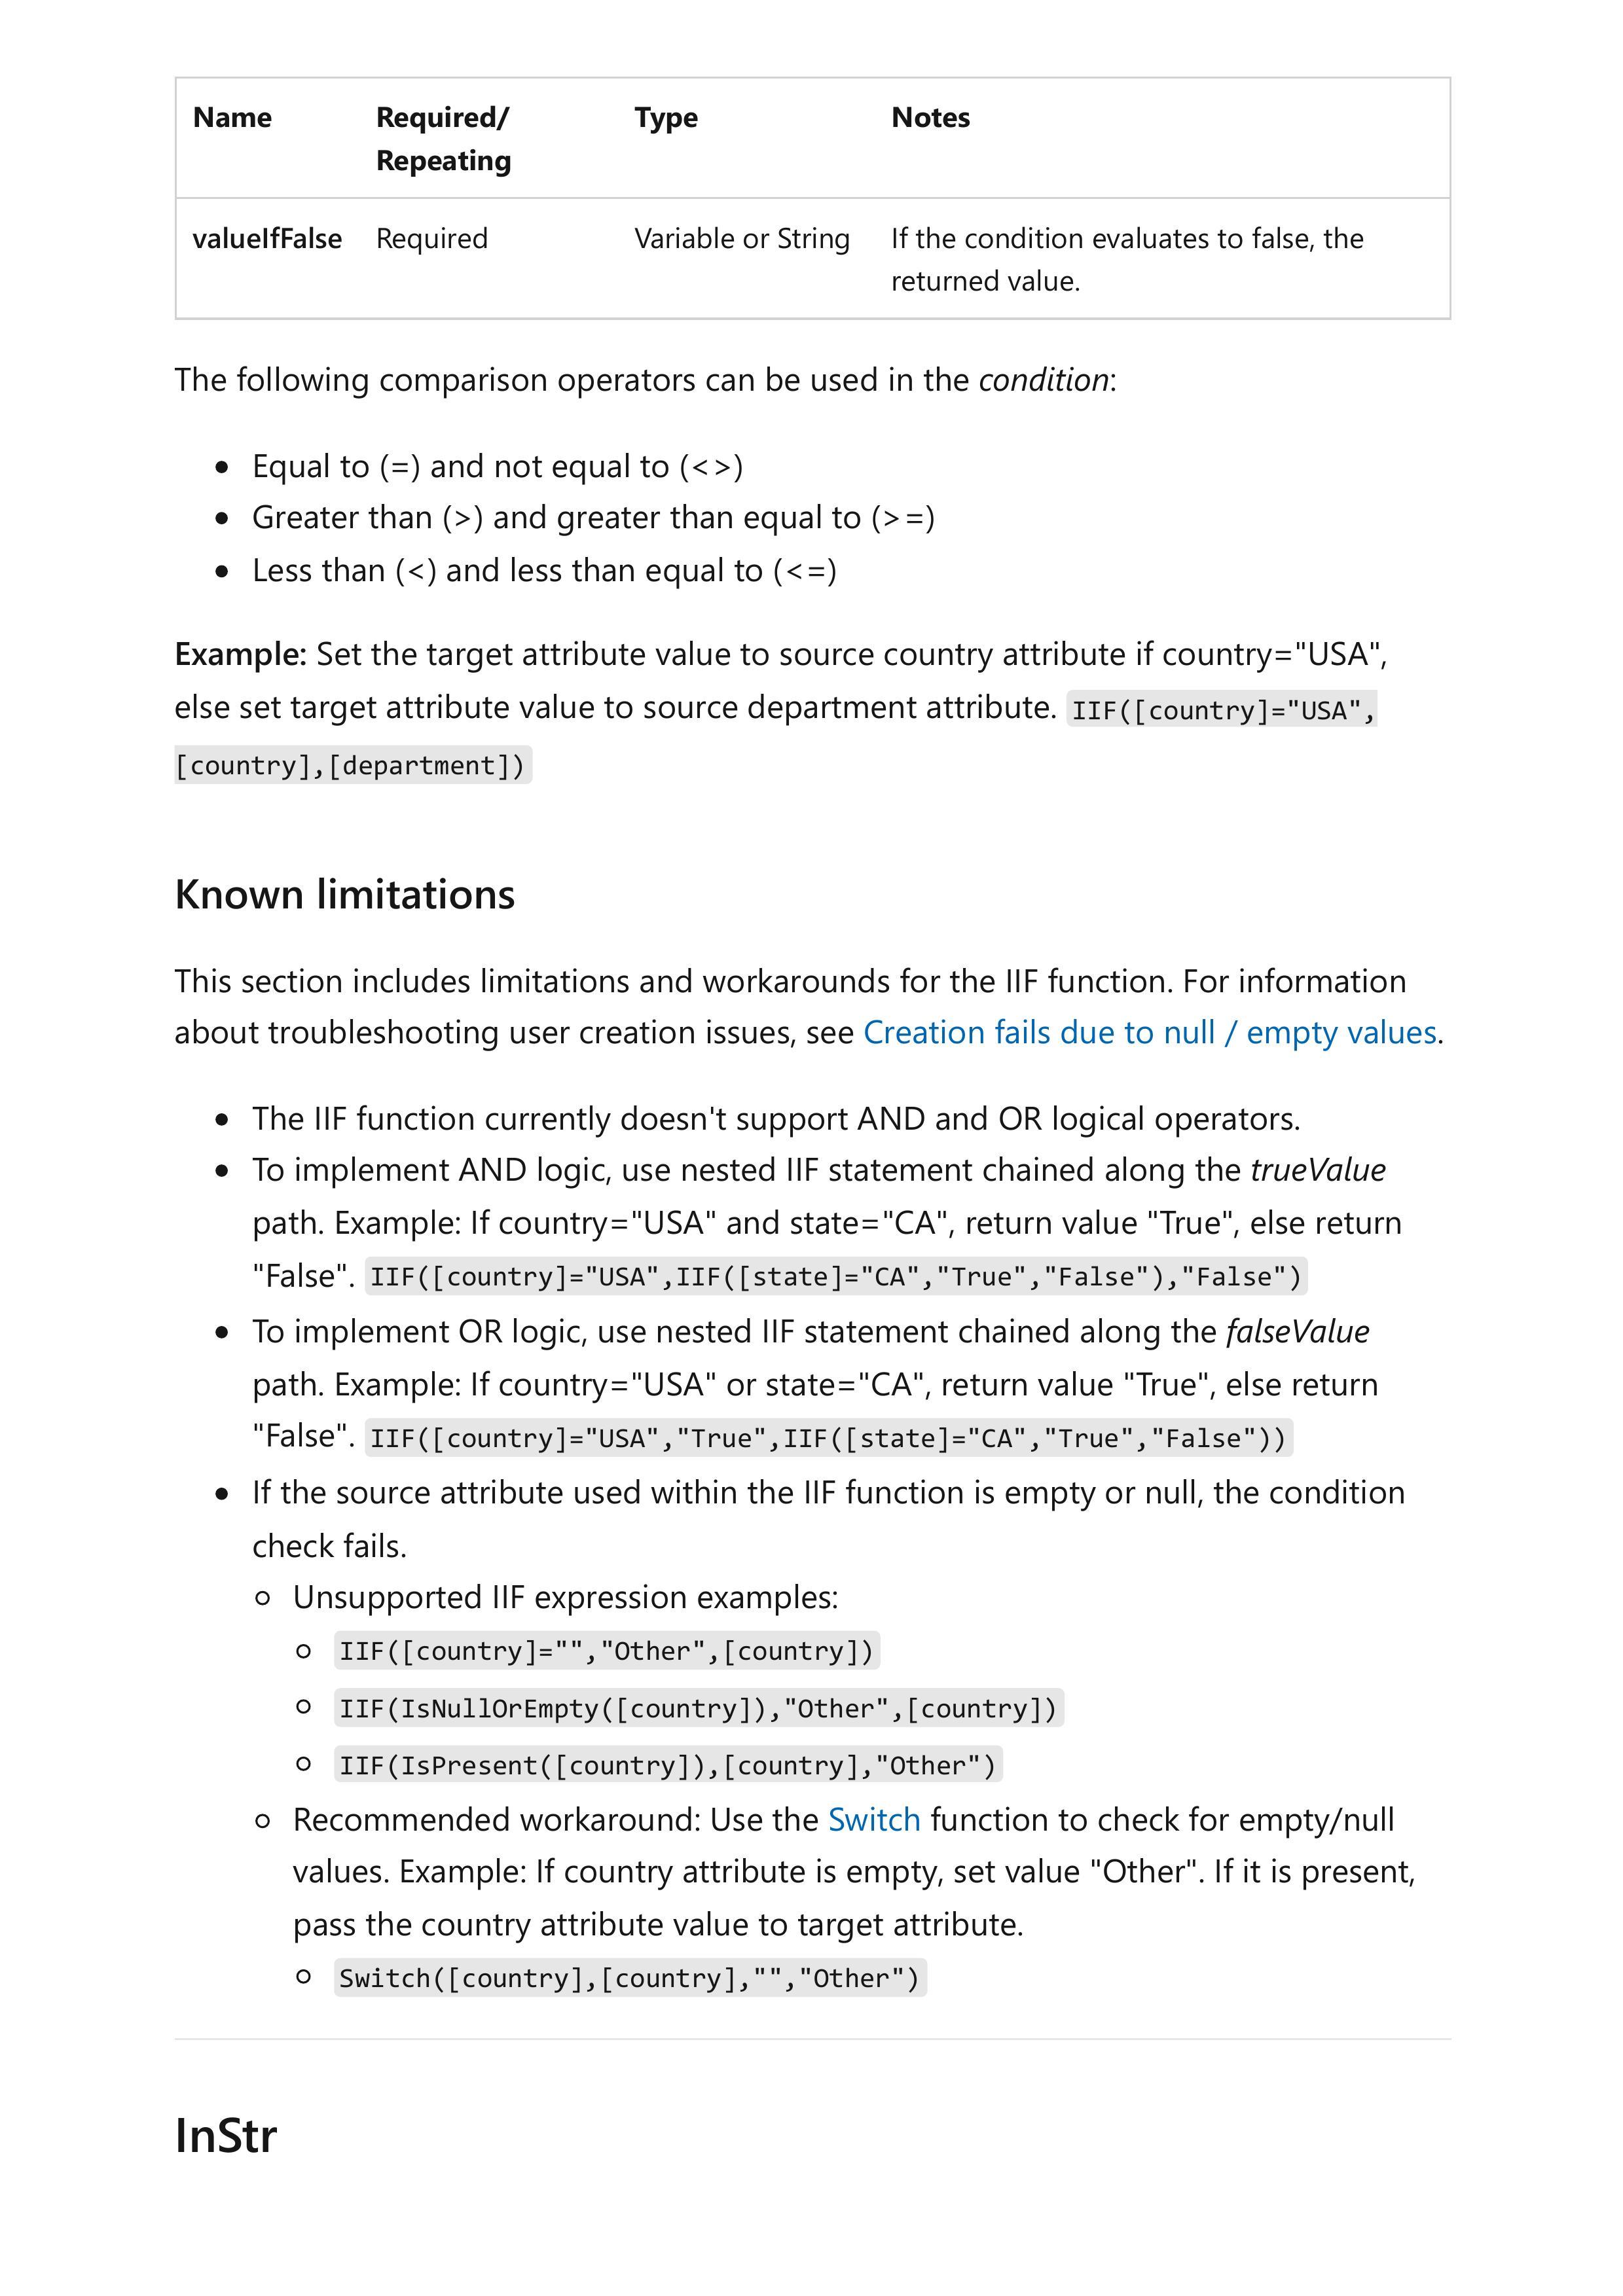 Name Required/ Type Notes
Repeating
valueIfFalse Required Variable or String If the condition evaluates to false, the
returned value.
The following comparison operators can be used in the condition:
• Equal to (=) and not equal to (<>)
• Greater than (>) and greater than equal to (>=)
• Less than (<) and less than equal to (<=)
Example: Set the target attribute value to source country attribute if country="USA",
else set target attribute value to source department attribute. IIF([country]="USA",
[country],[department])
Known limitations
This section includes limitations and workarounds for the IIF function. For information
about troubleshooting user creation issues, see Creation fails due to null / empty values.
• The IIF function currently doesn't support AND and OR logical operators.
• To implement AND logic, use nested IIF statement chained along the trueValue
path. Example: If country="USA" and state="CA", return value "True", else return
"False". IIF([country]="USA",IIF([state]="CA","True","False"),"False")
• To implement OR logic, use nested IIF statement chained along the falseValue
path. Example: If country="USA" or state="CA", return value "True", else return
"False". IIF([country]="USA","True",IIF([state]="CA","True","False"))
• If the source attribute used within the IIF function is empty or null, the condition
check fails.
○ Unsupported IIF expression examples:
○ IIF([country]="","Other",[country])
○ IIF(IsNullOrEmpty([country]),"Other",[country])
○ IIF(IsPresent([country]),[country],"Other")
○ Recommended workaround: Use the Switch function to check for empty/null
values. Example: If country attribute is empty, set value "Other". If it is present,
pass the country attribute value to target attribute.
○ Switch([country],[country],"","Other")
InStr